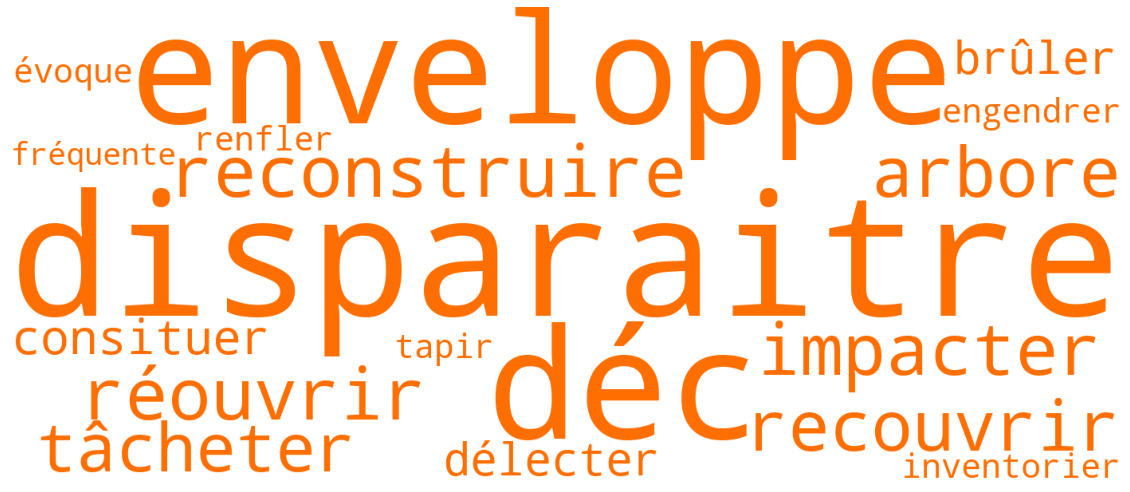 enveloppe
brûler
évoque
engendrer
renfler
fréquente
reconstruire
arbore
disparaitre
consituer
tapir
déc
impacter
réouvrir
recouvrir
tâcheter
délecter
inventorier